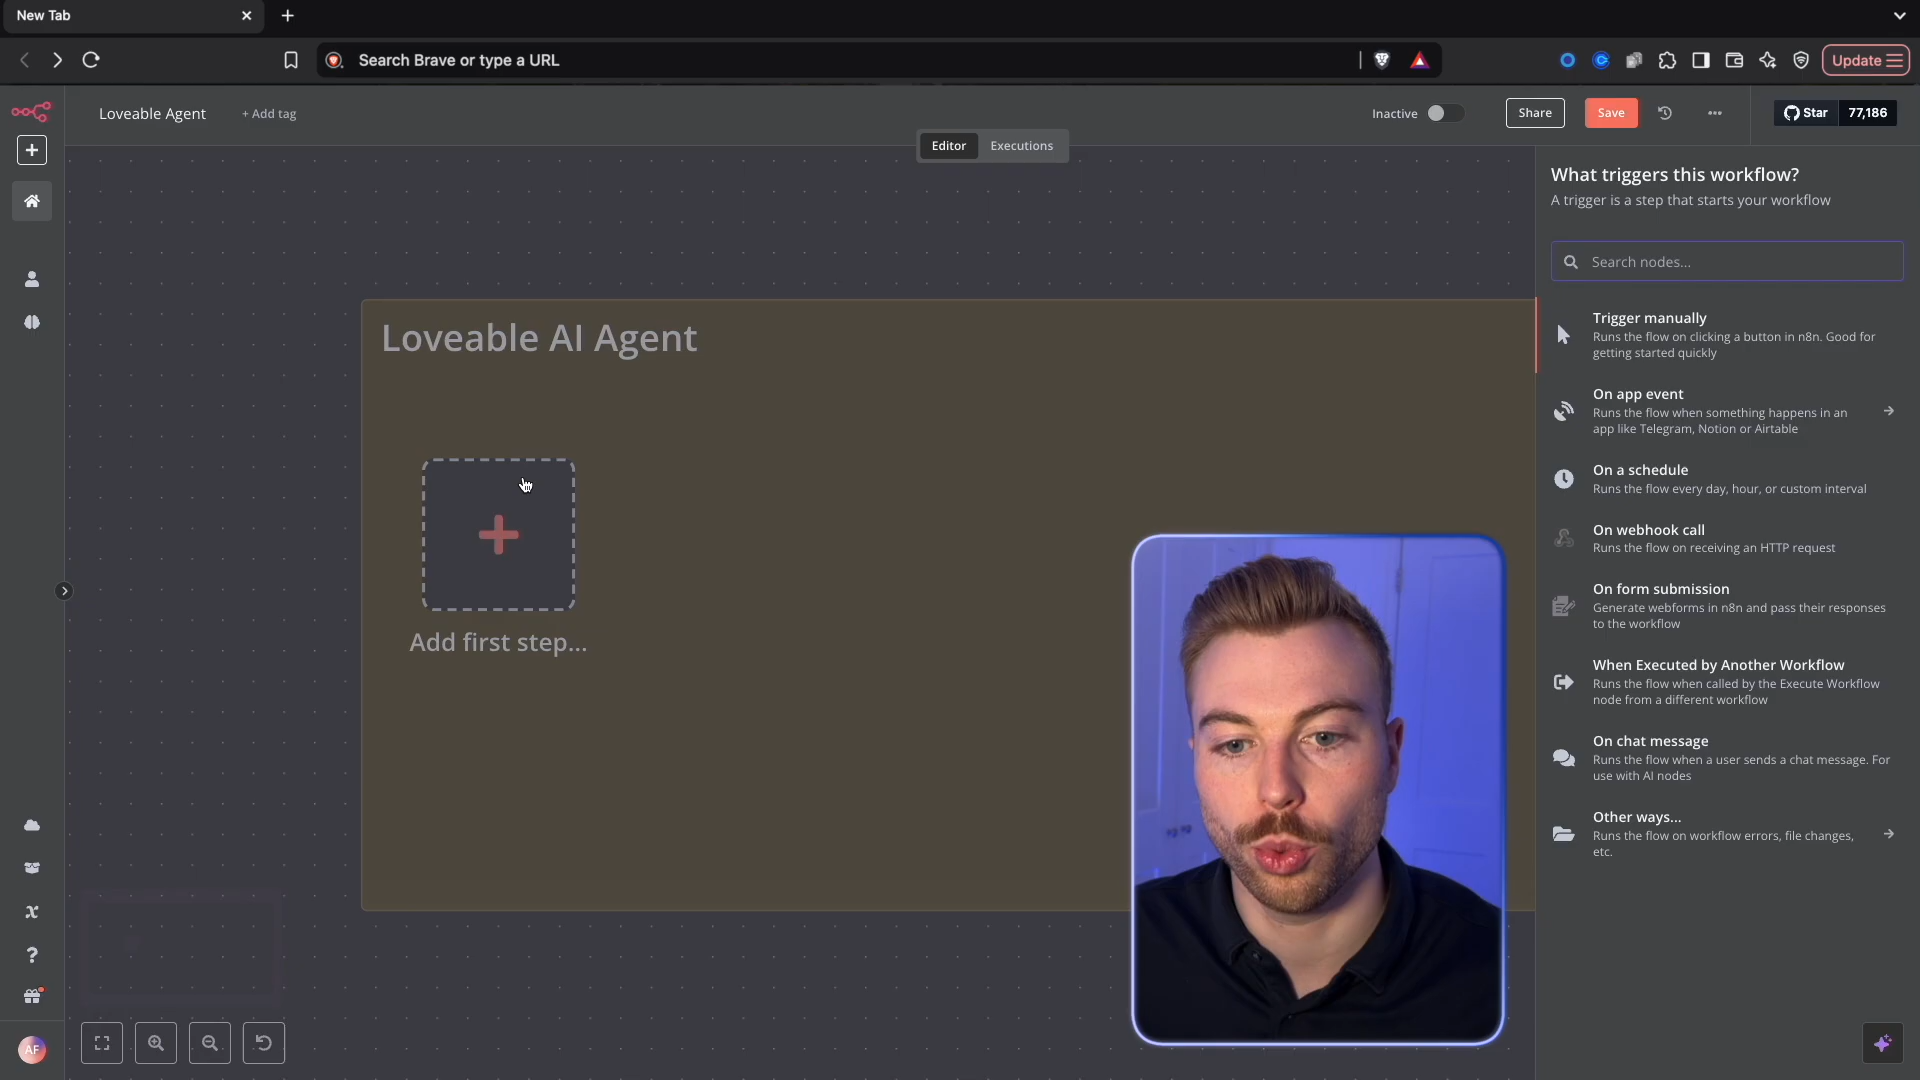 New Tab
Search Brave or type a URL
Update
Loveable Agent
+ Add tag
Inactive
Share
Save
Star
77,186
Editor
Executions
What triggers this workflow?
A trigger is a step that starts your workflow
Search nodes...
Loveable AI Agent
Add first step...
Trigger manually
Runs the flow on clicking a button in n8n. Good for
getting started quickly
On app event
Runs the flow when something happens in an
app like Telegram, Notion or Airtable
On a schedule
Runs the flow every day, hour, or custom interval
On webhook call
Runs the flow on receiving an HTTP request
On form submission
Generate webforms in n8n and pass their responses
to the workflow
When Executed by Another Workflow
Runs the flow when called by the Execute Workflow
node from a different workflow
On chat message
Runs the flow when a user sends a chat message. For
use with AI nodes
Other ways...
Runs the flow on workflow errors, file changes,
etc.
AF